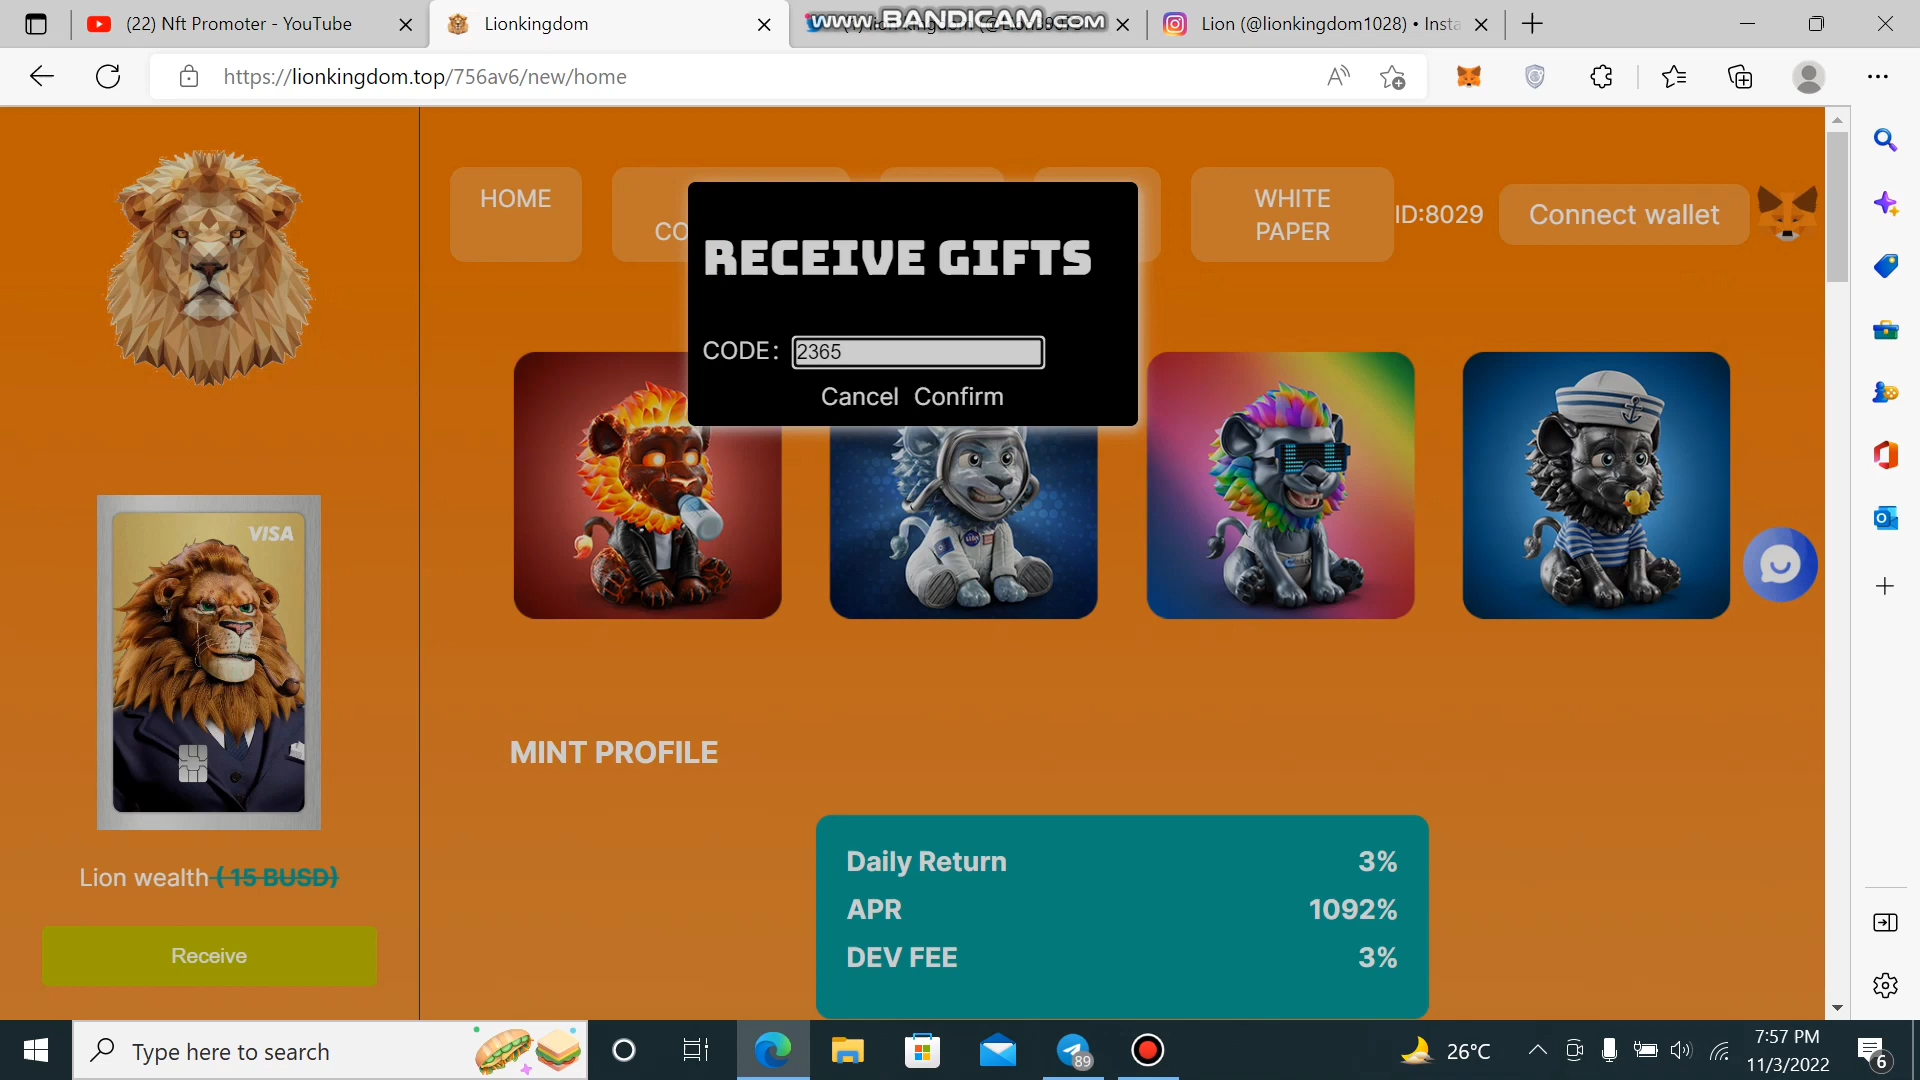 (22) Nft Promoter - YouTube
Lionkingdom
www.BANDICAM.com
Lion (@lionkingdom1028) • Insta
https://lionkingdom.top/756av6/new/home
HOME
CO
WHITE
PAPER
ID:8029
Connect wallet
RECEIVE GIFTS
CODE:
2365
Cancel Confirm
VISA
Lion wealth ( 15 BUSD)
Receive
MINT PROFILE
Daily Return 3%
APR 1092%
DEV FEE 3%
Type here to search
89
26°C
7:57 PM
11/3/2022
6